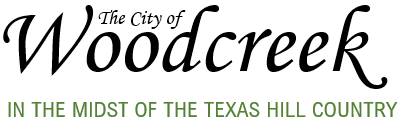 The City of
Woodcreek
IN THE MIDST OF THE TEXAS HILL COUNTRY